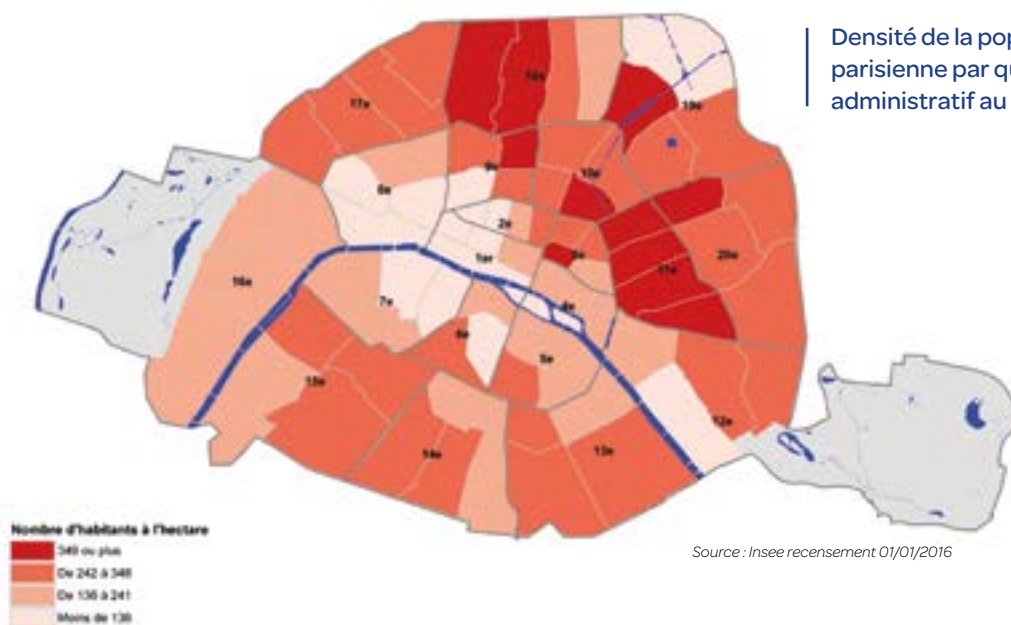 Densité de la pop
parisienne par qu
administratif au
17e
18e
19e
9e
10e
8e
2e
1er
3e
11e
20e
16e
7e
4e
6e
5e
15e
12e
14e
13e
Nombre d'habitants à l'hectare
349 ou plus
De 242 à 348
De 136 à 241
Moins de 136
Source : Insee recensement 01/01/2016